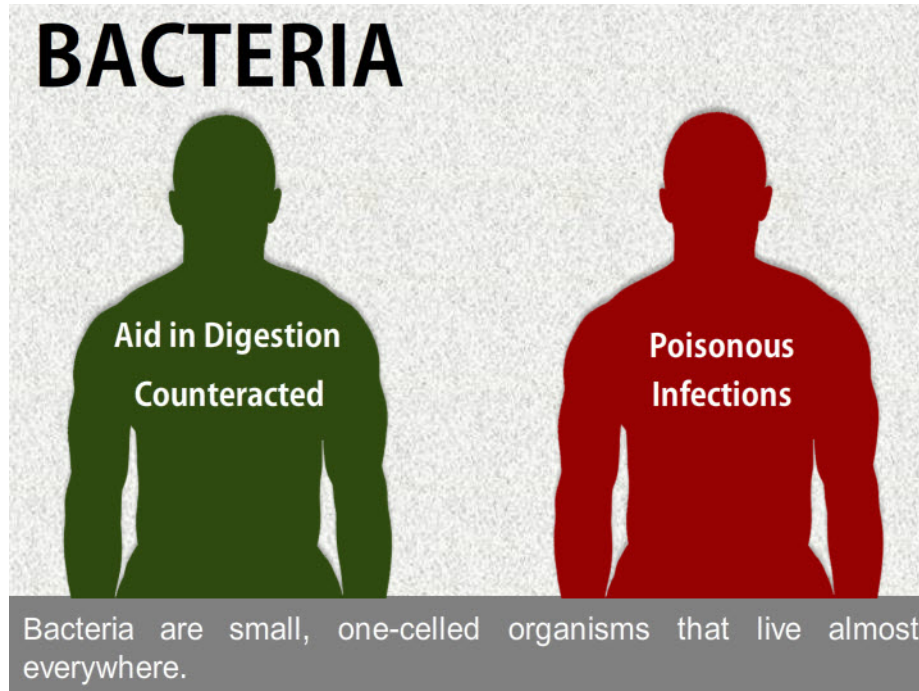 BACTERIA
Aid in Digestion
Counteracted
Poisonous
Infections
Bacteria are small, one-celled organisms that live almost
everywhere.